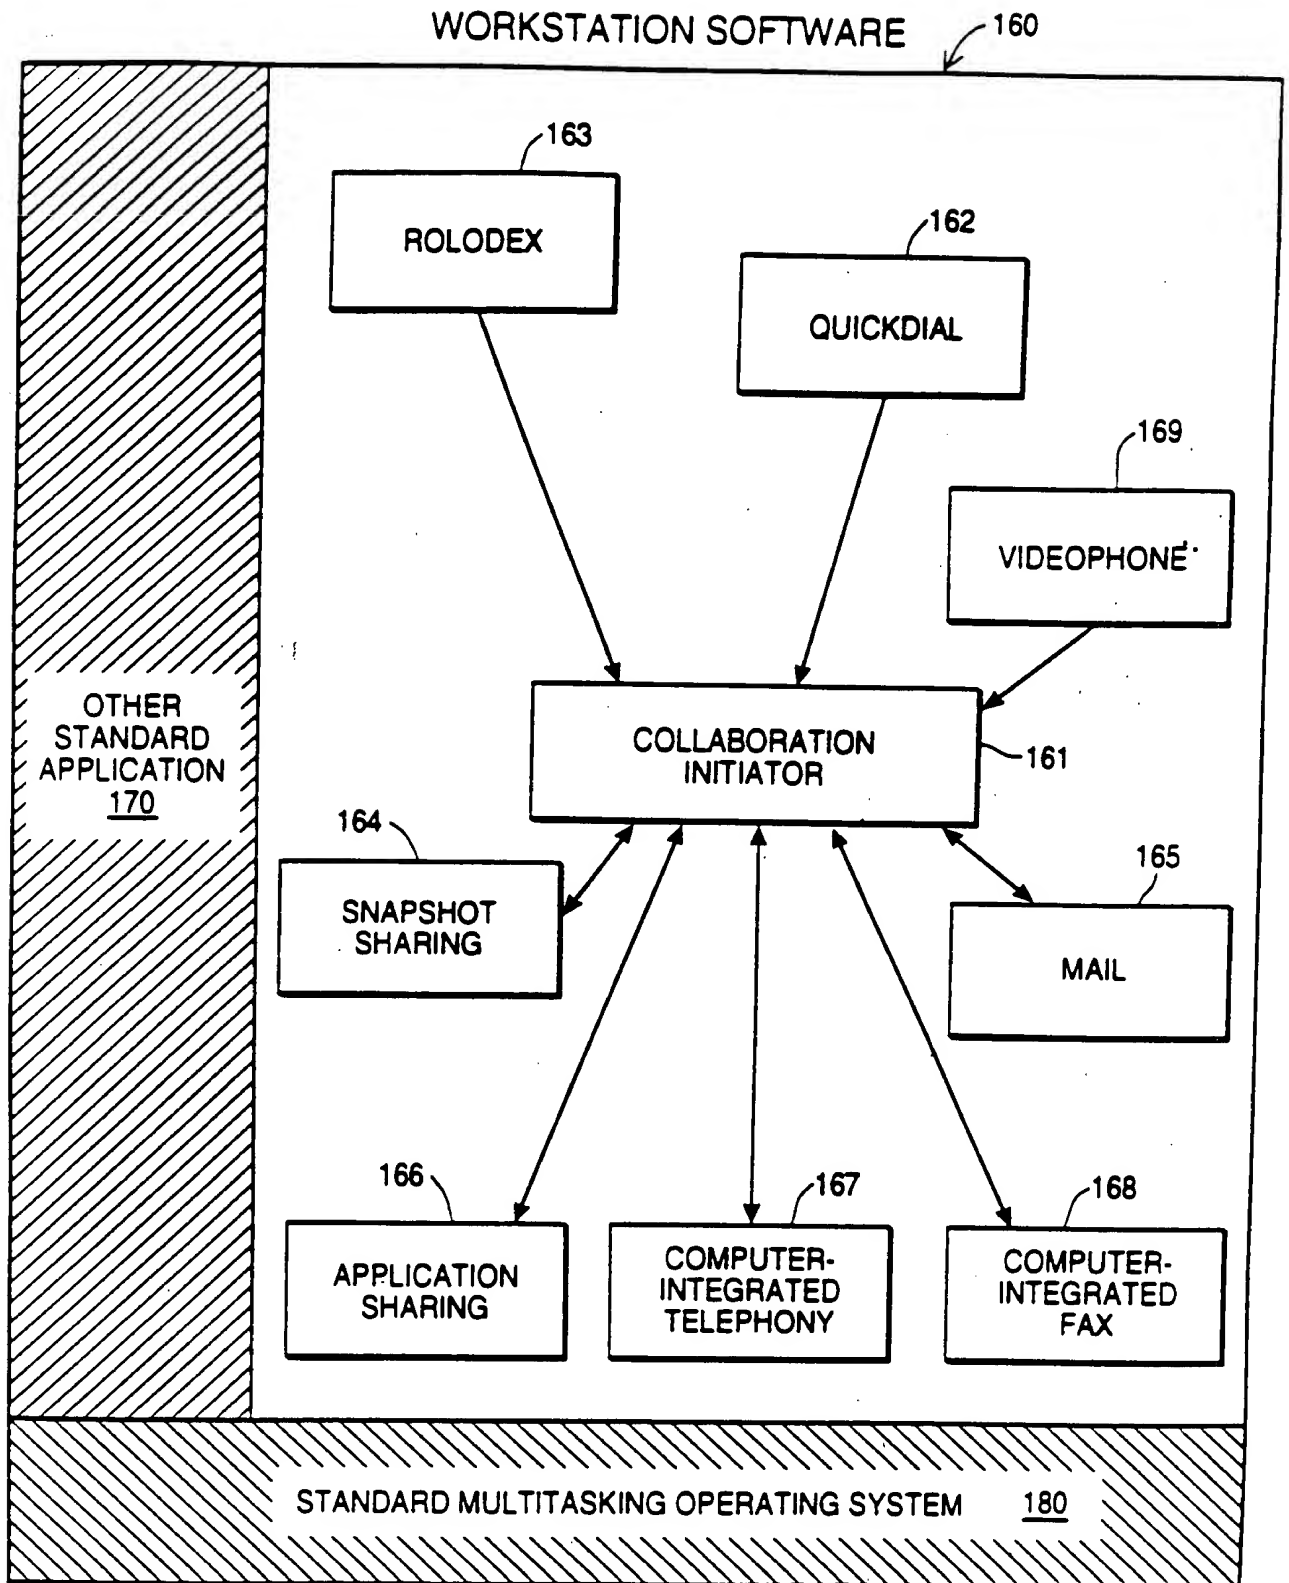 WORKSTATION SOFTWARE
160
163
ROLODEX
162
QUICKDIAL
169
VIDEOPHONE
OTHER
STANDARD
APPLICATION
170
COLLABORATION
INITIATOR
161
164
SNAPSHOT
SHARING
165
MAIL
166
APPLICATION
SHARING
167
COMPUTER-
INTEGRATED
TELEPHONY
168
COMPUTER-
INTEGRATED
FAX
STANDARD MULTITASKING OPERATING SYSTEM 180